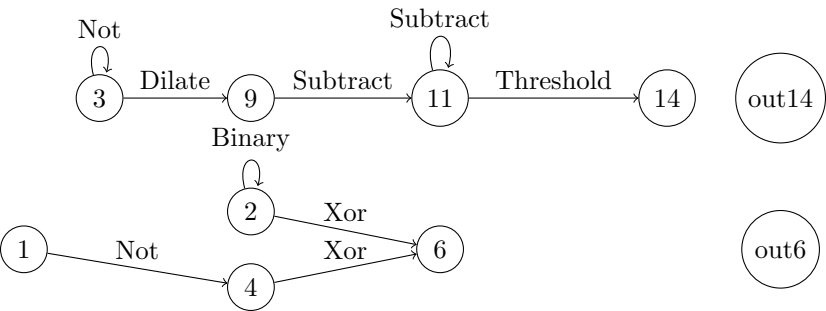 Not
Subtract
3 Dilate 9 Subtract 11 Threshold 14 out14
Binary
2 Xor
1 Not Xor 6 out6
4